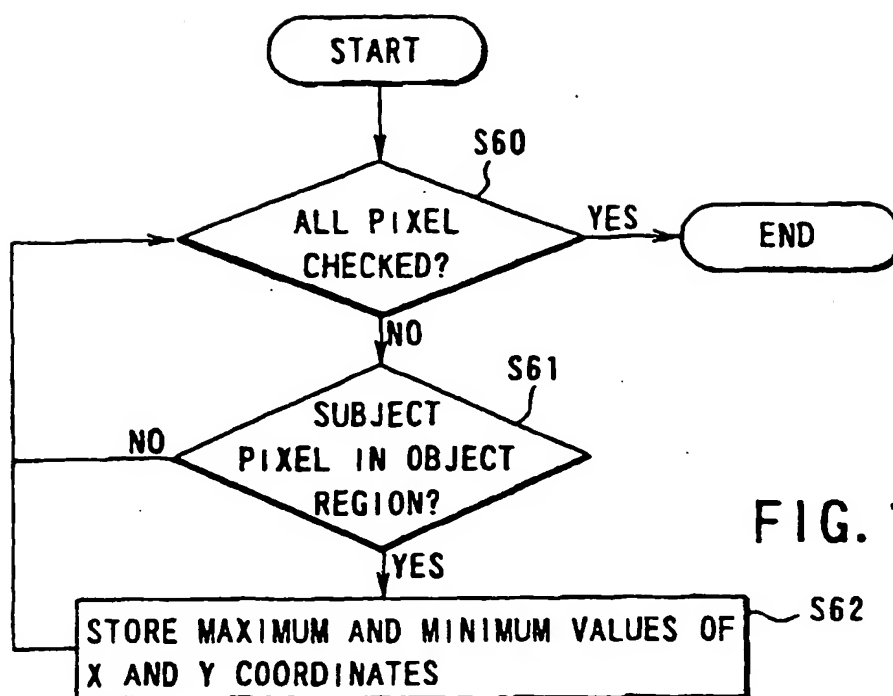 START
S60
ALL PIXEL
CHECKED?
YES
END
NO
S61
SUBJECT
PIXEL IN OBJECT
REGION?
NO
YES
FIG.
S62
STORE MAXIMUM AND MINIMUM VALUES OF
X AND Y COORDINATES